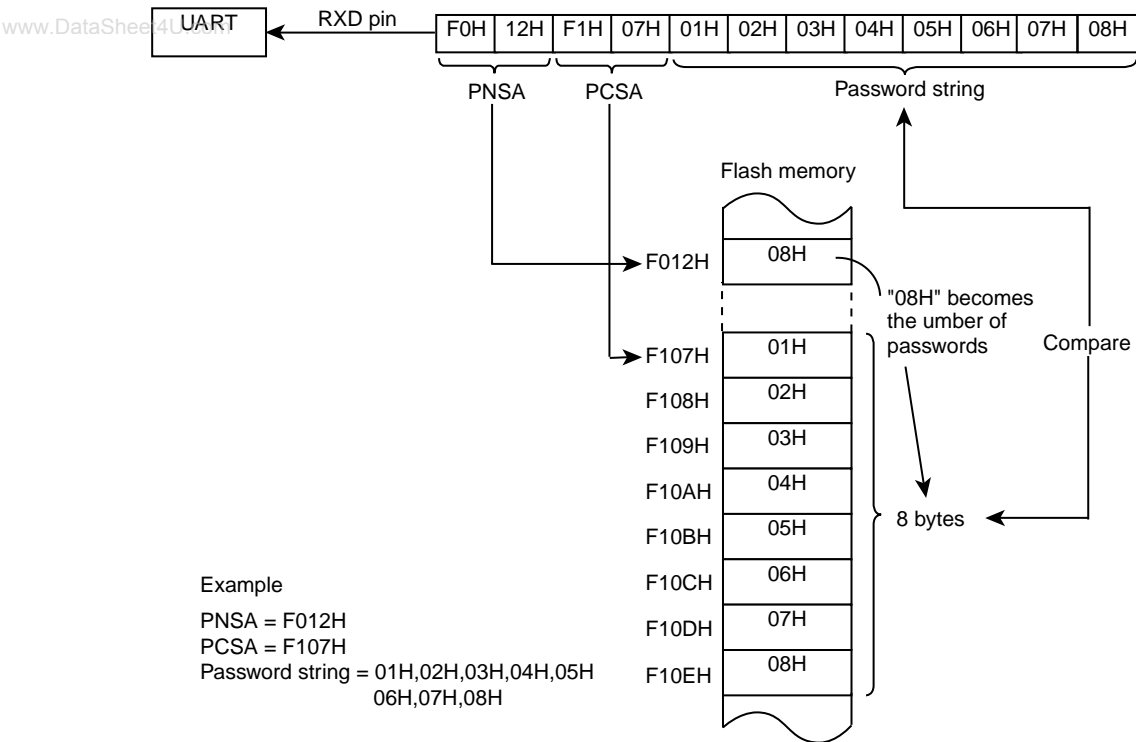 www.DataSheet4U.com
UART
RXD pin
F0H 12H F1H 07H 01H 02H 03H 04H 05H 06H 07H 08H
PNSA
PCSA
Password string
Flash memory
F012H
08H
"08H" becomes
the umber of
passwords
Compare
F107H
01H
F108H
02H
F109H
03H
F10AH
04H
F10BH
05H
8 bytes
F10CH
06H
F10DH
07H
F10EH
08H
Example
PNSA = F012H
PCSA = F107H
Password string = 01H,02H,03H,04H,05H
06H,07H,08H